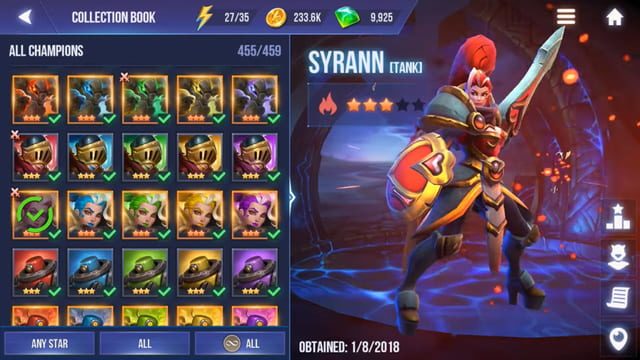 COLLECTION BOOK
27/35
233.6K
9,925
ALL CHAMPIONS
455/459
SYRANN [TANK]
ANY STAR
ALL
ALL
OBTAINED: 1/8/2018